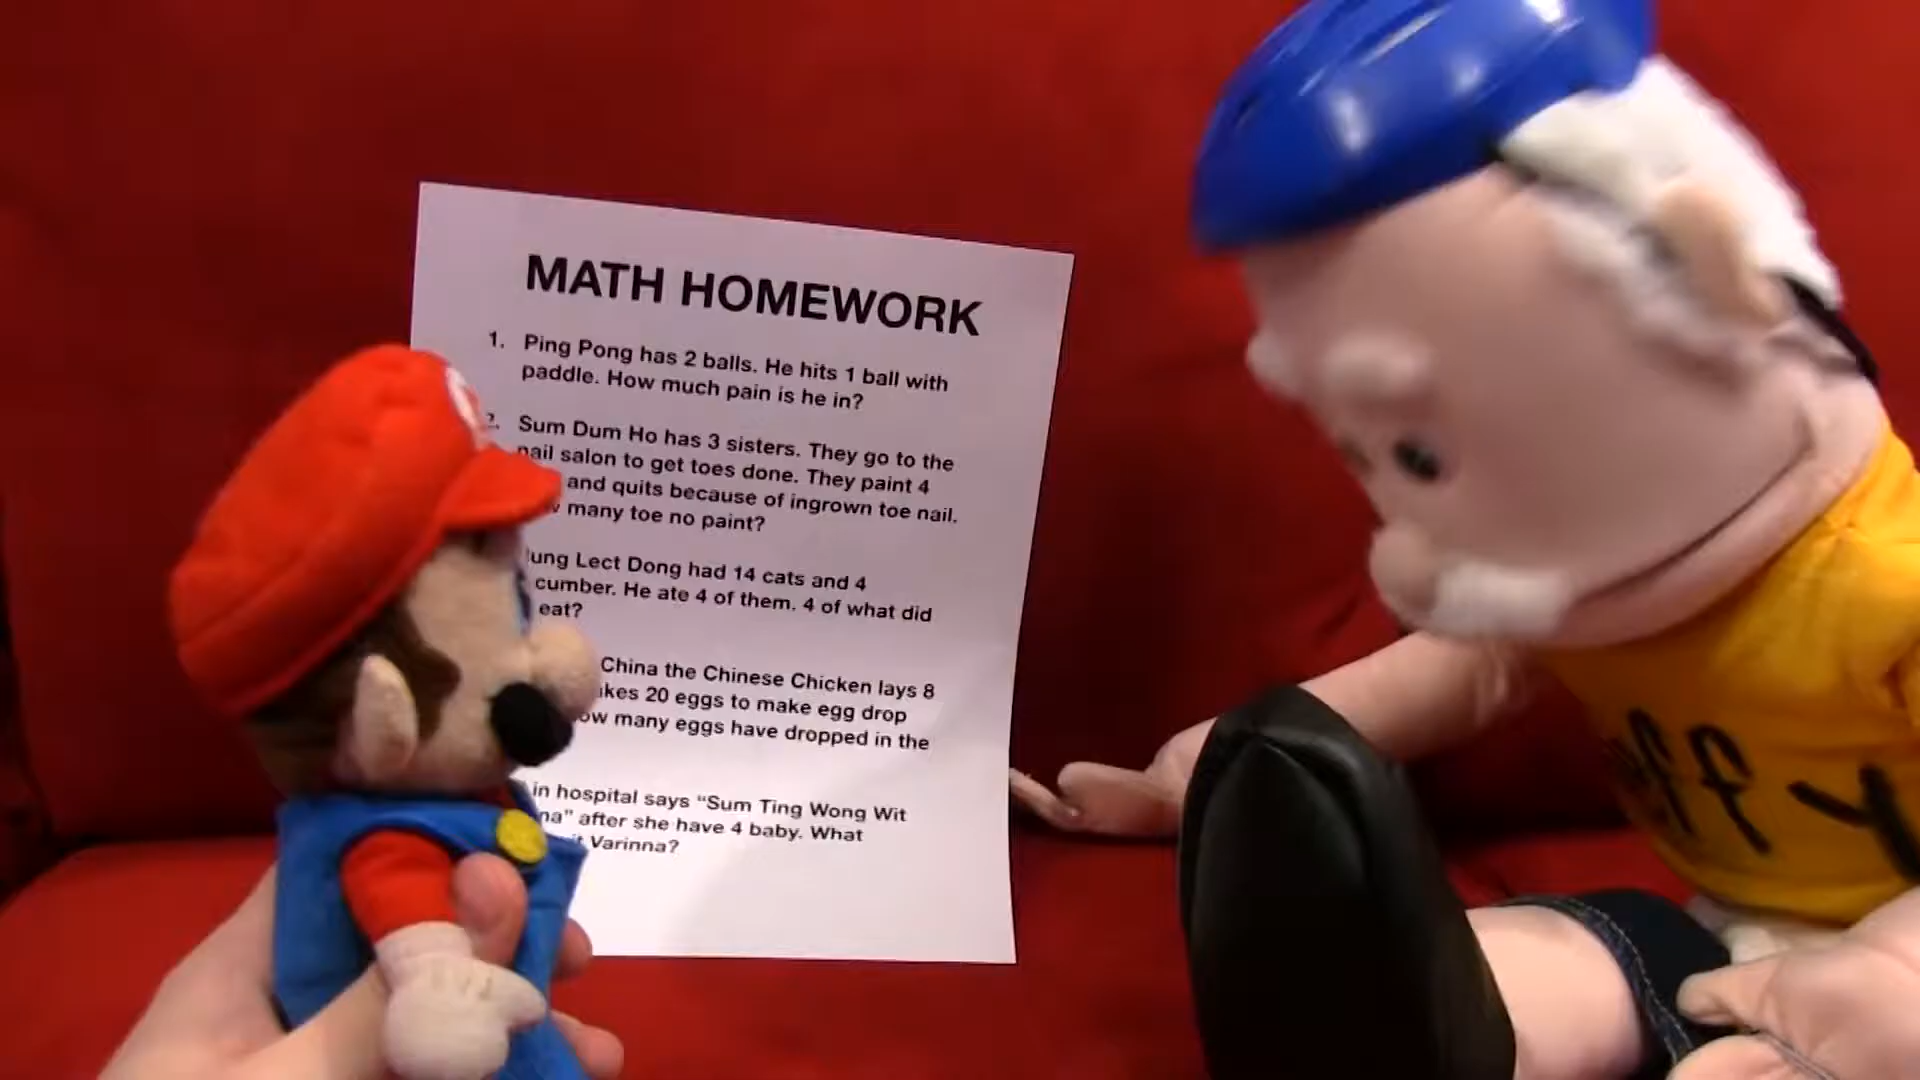 MATH HOMEWORK
1. Ping Pong has 2 balls. He hits 1 ball with
paddle. How much pain is he in?
2. Sum Dum Ho has 3 sisters. They go to the
nail salon to get toes done. They paint 4
and quits because of ingrown toe nail.
many toe no paint?
Lect Dong had 14 cats and 4
cumber. He ate 4 of them. 4 of what did
eat?
China the Chinese Chicken lays 8
20 eggs to make egg drop
how many eggs have dropped in the
in hospital says “Sum Ting Wong Wit
after she have 4 baby. What
Varinna?
ffy